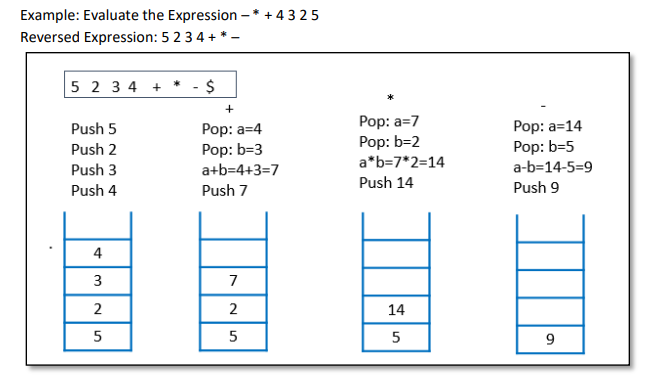 Example: Evaluate the Expression – * + 4 3 2 5
Reversed Expression: 5 2 3 4 + * –
5 2 3 4 + * - $
+
Push 5
Push 2
Push 3
Push 4
Pop: a=4
Pop: b=3
a+b=4+3=7
Push 7
*
Pop: a=7
Pop: b=2
a*b=7*2=14
Push 14
-
Pop: a=14
Pop: b=5
a-b=14-5=9
Push 9
4
3
2
5
7
2
5
14
5
9